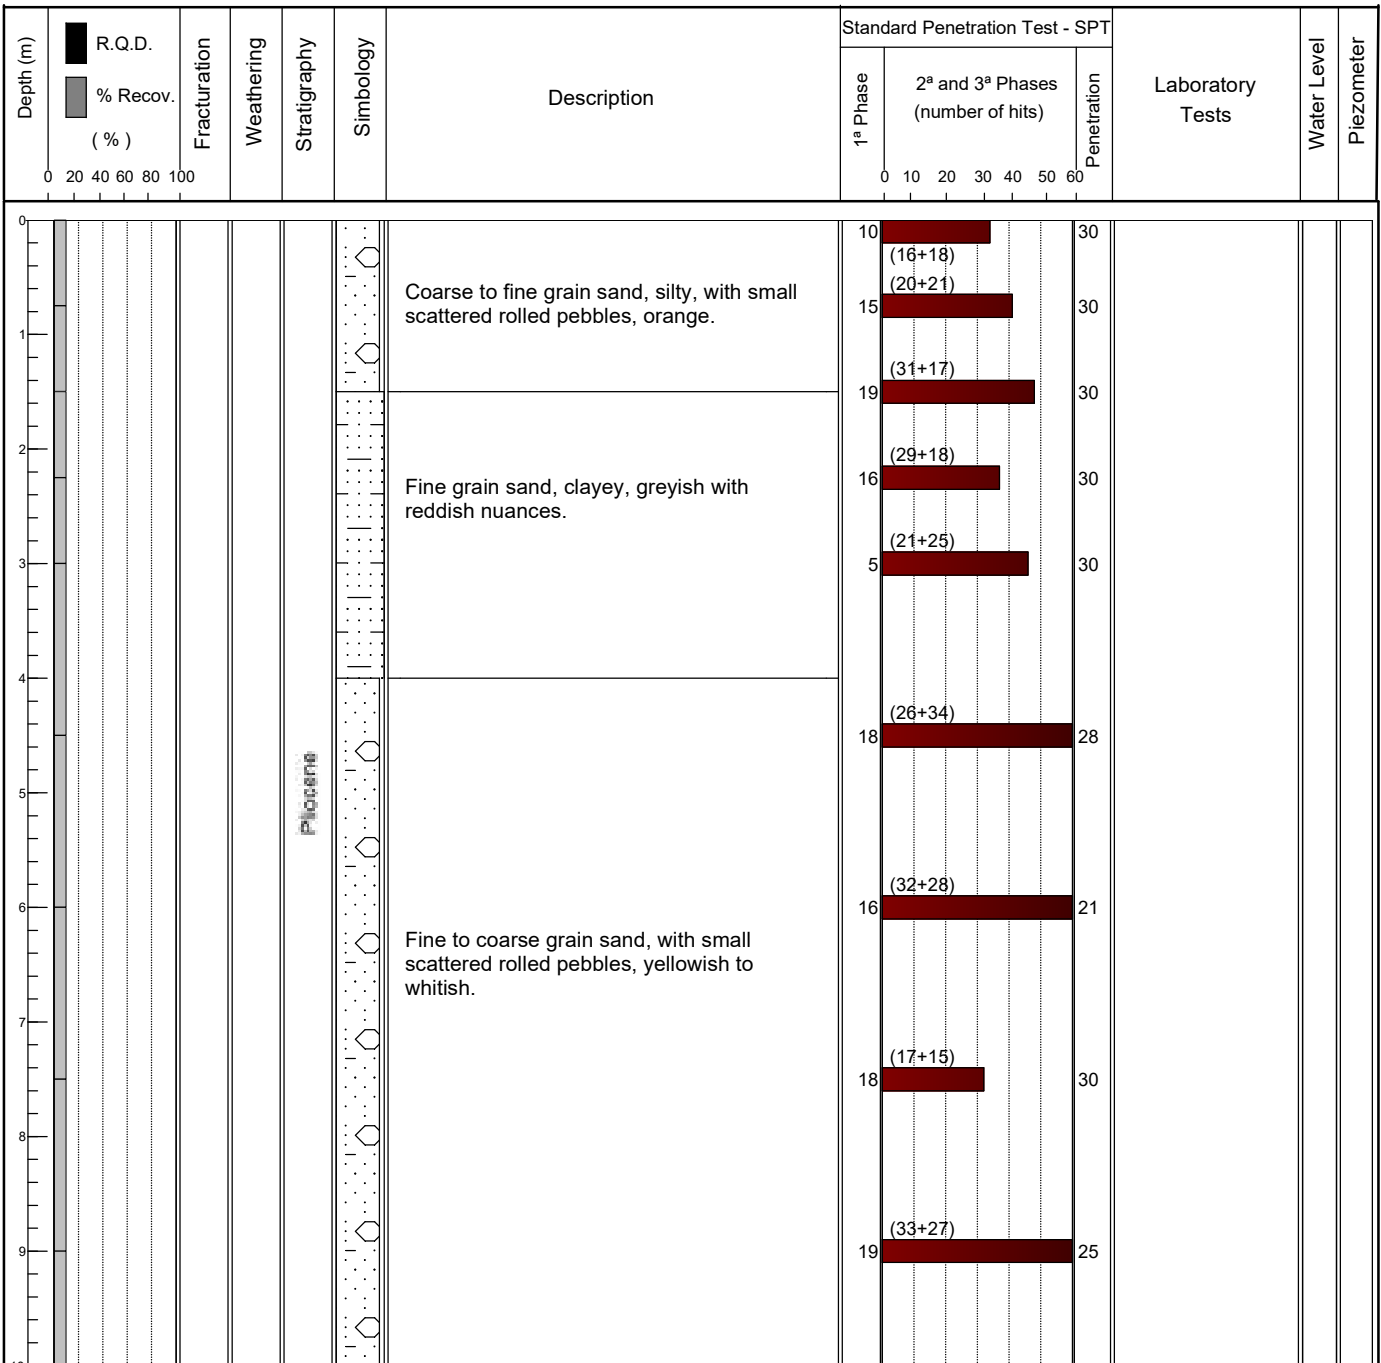 Depth (m)
R.Q.D.
% Recov.
( % )
0 20 40 60 80 100
Fracturation
Weathering
Stratigraphy
Simbology
Description
Standard Penetration Test - SPT
1ª Phase
2ª and 3ª Phases
(number of hits)
0 10 20 30 40 50 60
Penetration
Laboratory
Tests
Water Level
Piezometer
0
10
30
(16+18)
Coarse to fine grain sand, silty, with small
scattered rolled pebbles, orange.
(20+21)
15
30
1
(31+17)
19
30
2
(29+18)
16
30
Fine grain sand, clayey, greyish with
reddish nuances.
(21+25)
3
5
30
4
(26+34)
18
28
Pliocene
5
(32+28)
6
16
21
Fine to coarse grain sand, with small
scattered rolled pebbles, yellowish to
whitish.
7
(17+15)
18
30
8
(33+27)
9
19
25